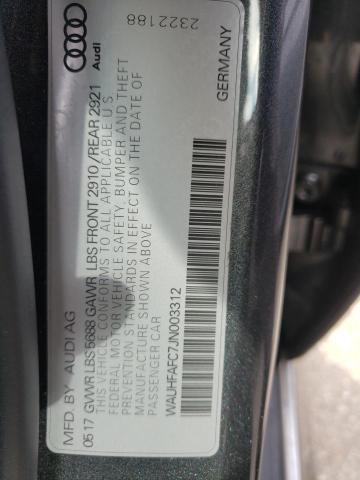 MFD. BY AUDI AG
Audi
05 17 GVWR LBS 5688 GAWR LBS FRONT 2910 /REAR 2921
THIS VEHICLE CONFORMS TO ALL APPLICABLE U S
FEDERAL MOTOR VEHICLE SAFETY, BUMPER AND THEFT
PREVENTION STANDARDS IN EFFECT ON THE DATE OF
MANUFACTURE SHOWN ABOVE
PASSENGER CAR
WAUHFAFC7JN003312
2322188
GERMANY